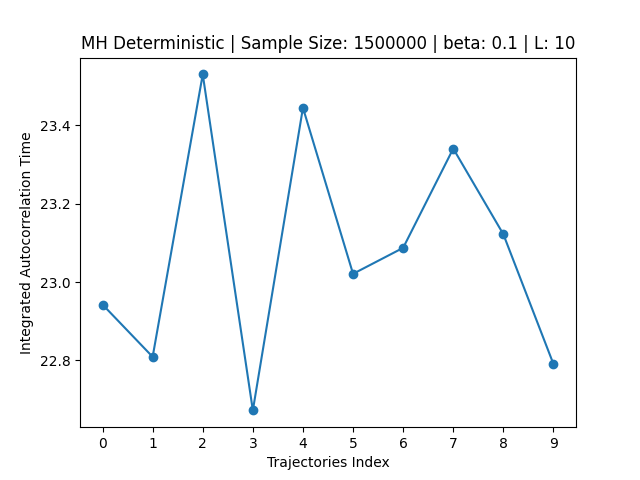 MH Deterministic | Sample Size: 1500000 | beta: 0.1 | L: 10
Integrated Autocorrelation Time
23.4
23.2
23.0
22.8
0 1 2 3 4 5 6 7 8 9
Trajectories Index